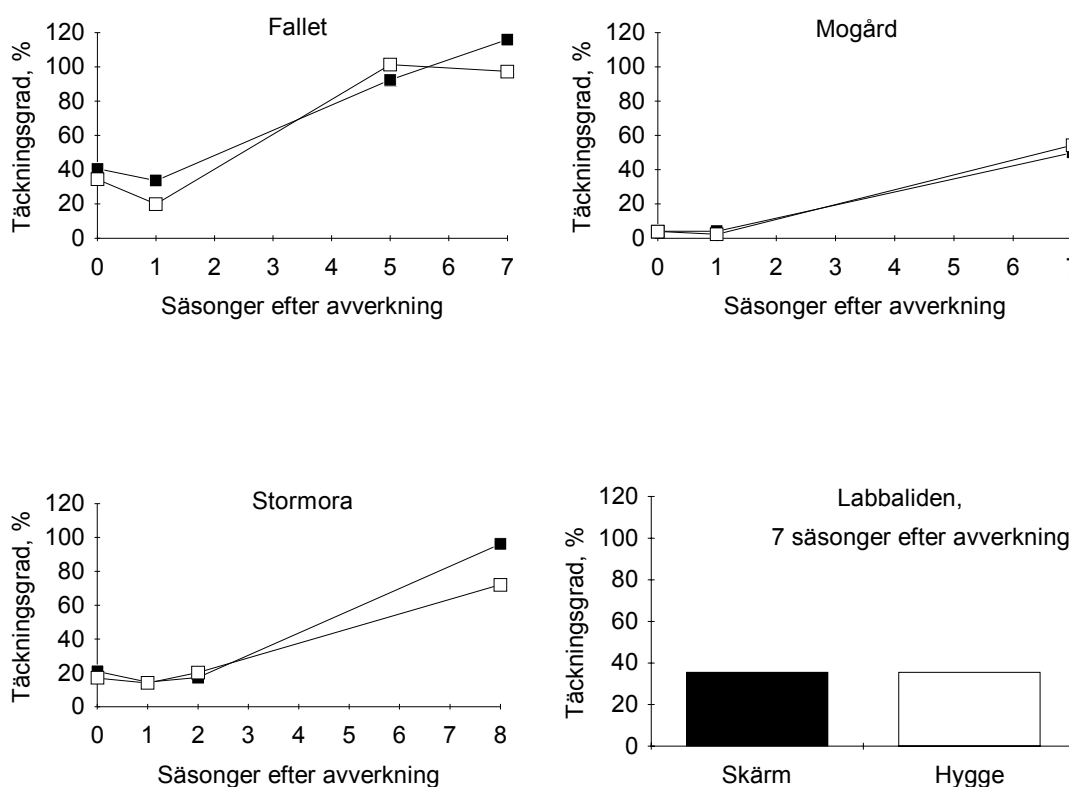 Fallet
Täckningsgrad, %
120
100
80
60
40
20
0
0 1 2 3 4 5 6 7
Säsonger efter avverkning
Mogård
Täckningsgrad, %
120
100
80
60
40
20
0
0 1 2 3 4 5 6 7
Säsonger efter avverkning
Stormora
Täckningsgrad, %
120
100
80
60
40
20
0
0 1 2 3 4 5 6 7 8
Säsonger efter avverkning
Labbaliden,
7 säsonger efter avverkning
Täckningsgrad, %
120
100
80
60
40
20
0
Skärm Hygge